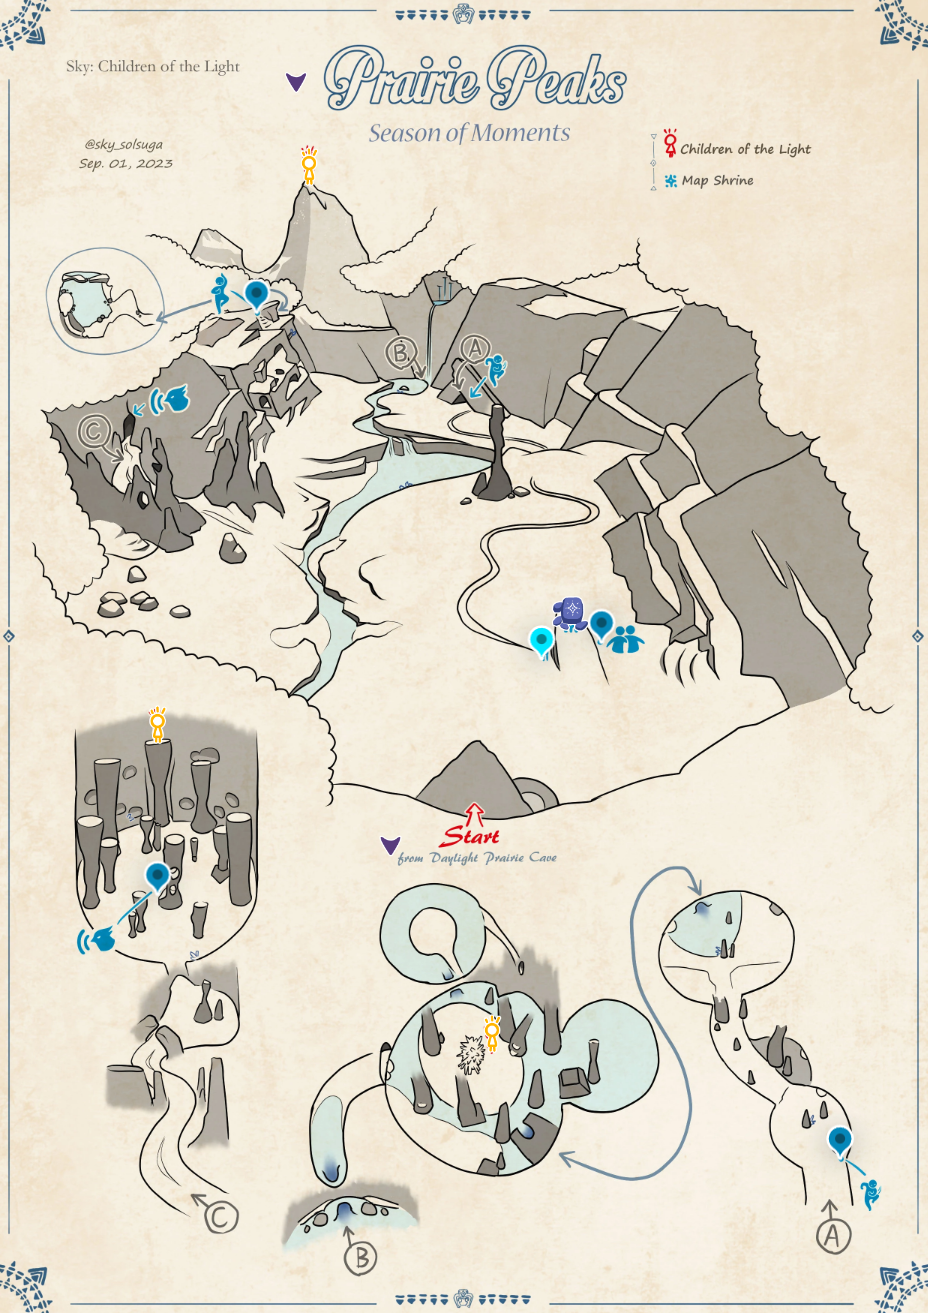 Sky: Children of the Light
Prairie Peaks
Season of Moments
@sky_solsuga
Sep. 01, 2023
Children of the Light
Map Shrine
B
A
C
Start
from Daylight Prairie Cave
C
B
A